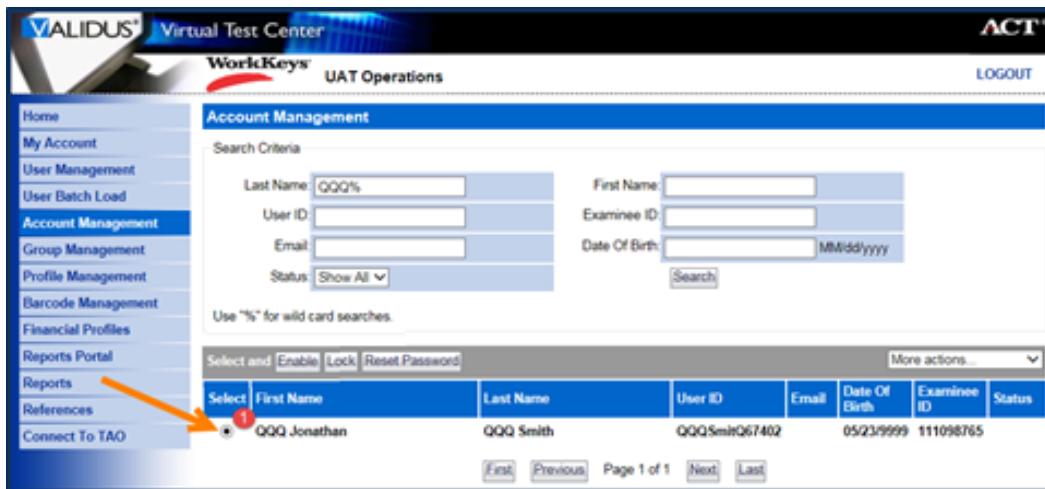 VALIDUS® Virtual Test Center ACT®
WorkKeys® UAT Operations LOGOUT
Home
My Account
User Management
User Batch Load
Account Management
Group Management
Profile Management
Barcode Management
Financial Profiles
Reports Portal
Reports
References
Connect To TAO
Account Management
Search Criteria
Last Name: QQQ% First Name:
User ID: Examinee ID:
Email: Date Of Birth: MM/dd/yyyy
Status: Show All Search
Use "%" for wild card searches.
Select and Enable Lock Reset Password More actions...
Select First Name Last Name User ID Email Date Of Birth Examinee ID Status
1
QQQ Jonathan QQQ Smith QQQSmitQ67402 05/23/9999 111098765
First Previous Page 1 of 1 Next Last